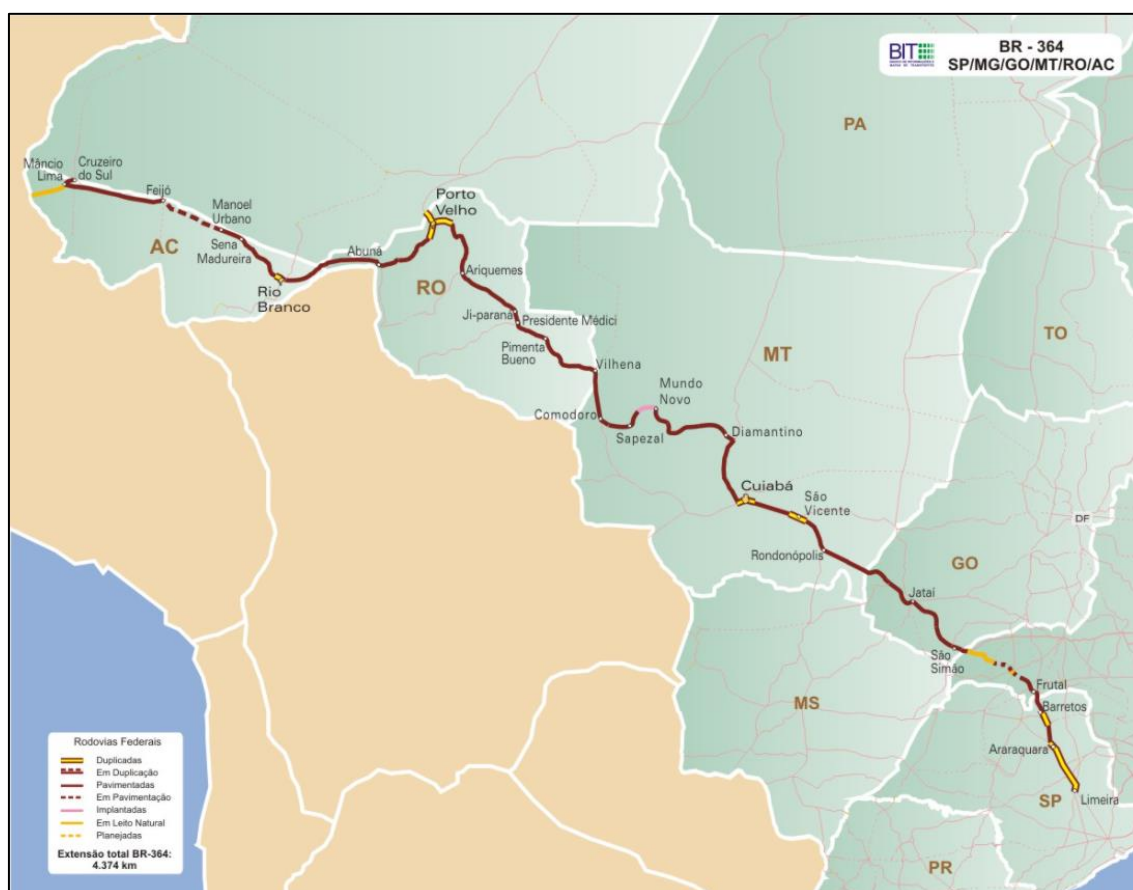 BIT
BR - 364
SP/MG/GO/MT/RO/AC
PA
Mâncio
Lima
Cruzeiro
do Sul
Feijó
Manoel
Urbano
Porto
Velho
AC
Sena
Madureira
Abuná
Rio
Branco
RO
Ariquemes
Ji-paraná
Presidente Médici
TO
Pimenta
Bueno
MT
Vilhena
Mundo
Novo
Comodoro
Sapezal
Diamantino
Cuiabá
São
Vicente
DF
Rondonópolis
GO
Jataí
São
Simão
Frutal
MS
Barretos
Araraquara
SP
Limeira
PR
Rodovias Federais
Duplicadas
Em Duplicação
Pavimentadas
Em Pavimentação
Implantadas
Em Leito Natural
Planejadas
Extensão total BR-364:
4.374 km